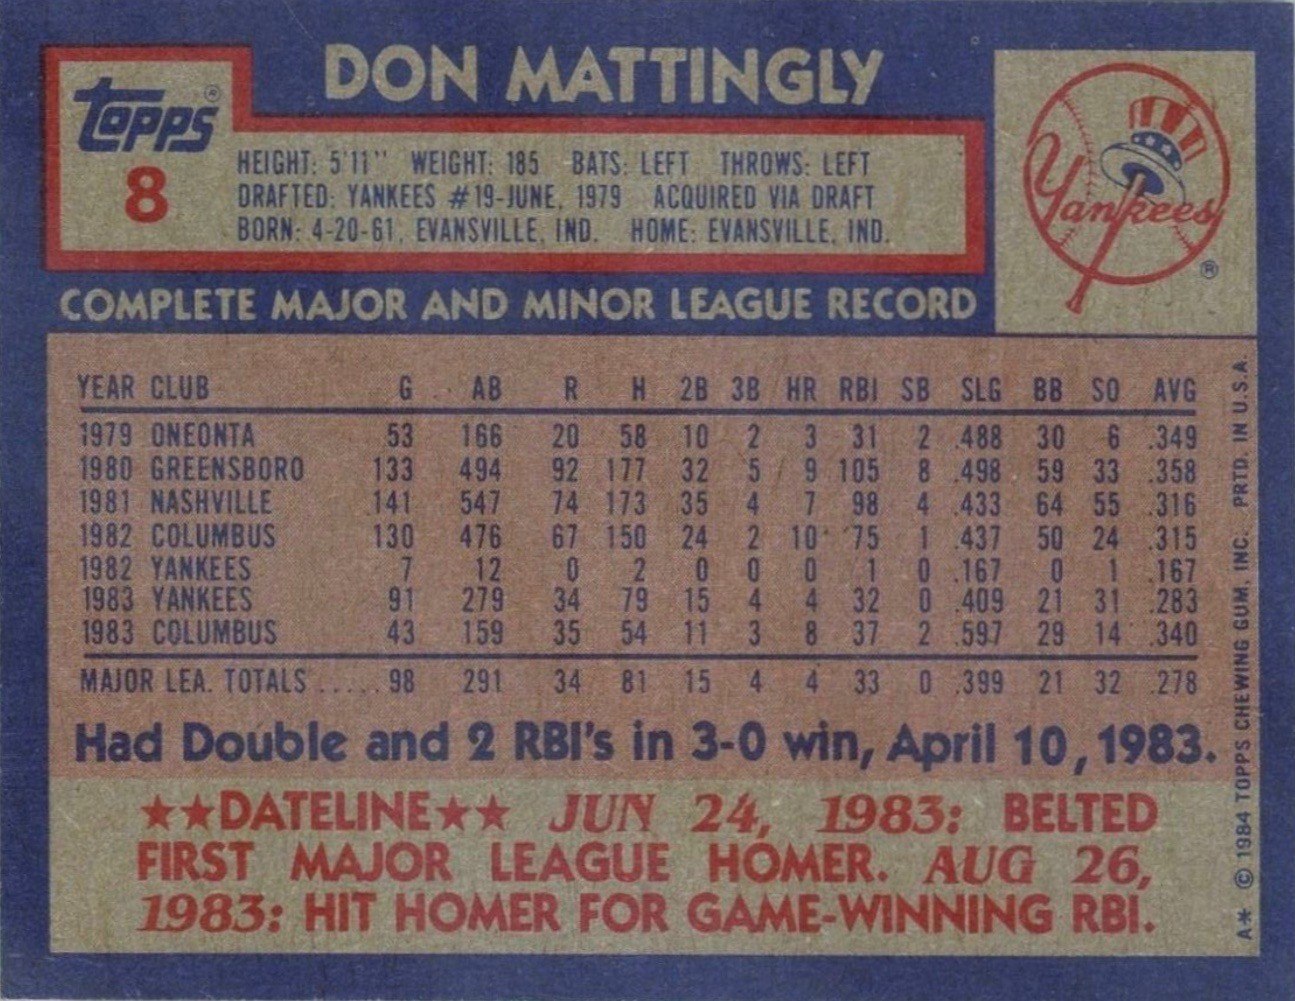 DON MATTINGLY
Topps®
8
HEIGHT: 5'11" WEIGHT: 185 BATS: LEFT THROWS: LEFT
DRAFTED: YANKEES #19-JUNE, 1979 ACQUIRED VIA DRAFT
BORN: 4-20-61, EVANSVILLE, IND. HOME: EVANSVILLE, IND.
Yankees
®
COMPLETE MAJOR AND MINOR LEAGUE RECORD
YEAR CLUB G AB R H 2B 3B HR RBI SB SLG BB SO AVG
1979 ONEONTA 53 166 20 58 10 2 3 31 2 .488 30 6 .349
1980 GREENSBORO 133 494 92 177 32 5 9 105 8 .498 59 33 .358
1981 NASHVILLE 141 547 74 173 35 4 7 98 4 .433 64 55 .316
1982 COLUMBUS 130 476 67 150 24 2 10 75 1 .437 50 24 .315
1982 YANKEES 7 12 0 2 0 0 0 1 0 .167 0 1 .167
1983 YANKEES 91 279 34 79 15 4 4 32 0 .409 21 31 .283
1983 COLUMBUS 43 159 35 54 11 3 8 37 2 .597 29 14 .340
MAJOR LEA. TOTALS ..... 98 291 34 81 15 4 4 33 0 .399 21 32 .278
Had Double and 2 RBI's in 3-0 win, April 10, 1983.
★★DATELINE★★ JUN 24, 1983: BELTED
FIRST MAJOR LEAGUE HOMER. AUG 26,
1983: HIT HOMER FOR GAME-WINNING RBI.
A* © 1984 TOPPS CHEWING GUM, INC. PRTD. IN U.S.A.